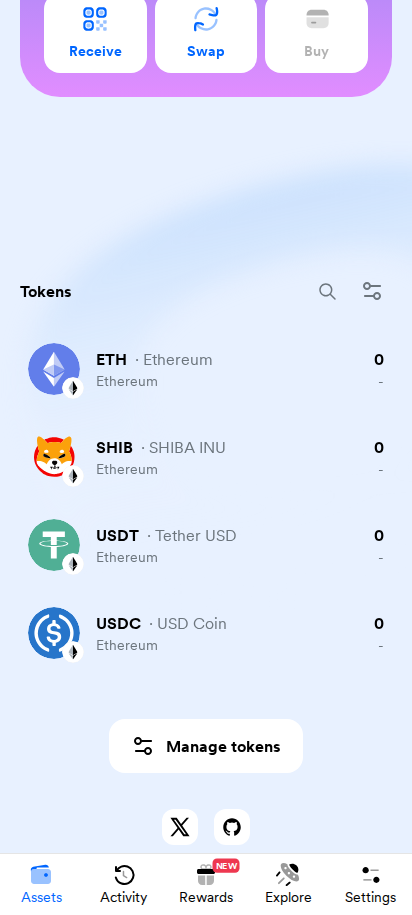 Receive
Swap
Buy
Tokens
ETH · Ethereum
0
Ethereum
-
SHIB · SHIBA INU
0
Ethereum
-
USDT · Tether USD
0
Ethereum
-
USDC · USD Coin
0
Ethereum
-
Manage tokens
NEW
Assets
Activity
Rewards
Explore
Settings